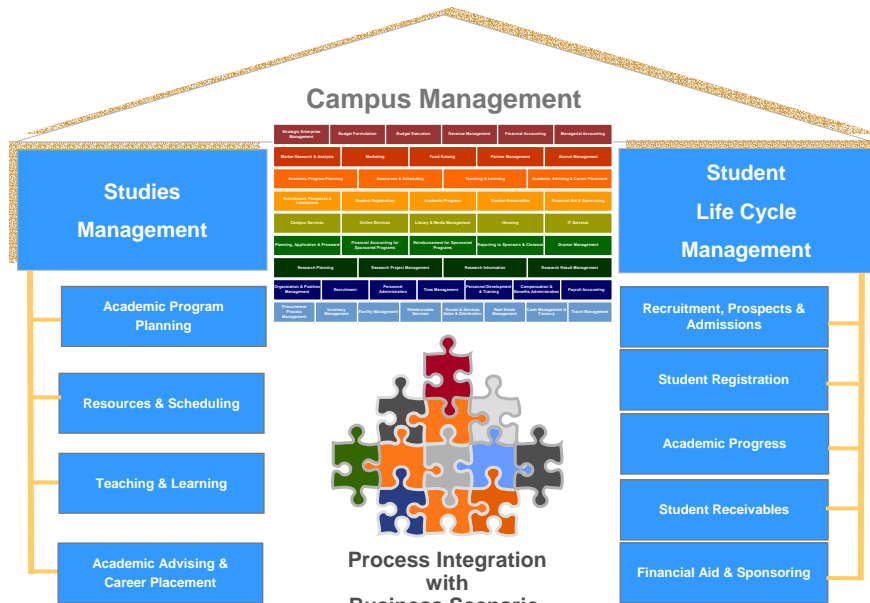 Campus Management
Strategic Enterprise
Management
Budget Formulation
Budget Execution
Revenue Management
Financial Accounting
Managerial Accounting
Market Research & Analysis
Marketing
Fund Raising
Partner Management
Alumni Management
Academic Program Planning
Resources & Scheduling
Teaching & Learning
Academic Advising & Career Placement
Recruitment, Prospects &
Admissions
Student Registration
Academic Progress
Student Receivables
Financial Aid & Sponsoring
Campus Services
Online Services
Library & Media Management
Housing
IT Services
Planning, Application & Preaward
Financial Accounting for
Sponsored Programs
Reimbursement for Sponsored
Programs
Reporting to Sponsors & Closeout
Grantor Management
Research Planning
Research Project Management
Research Information
Research Result Management
Organization & Position
Management
Recruitment
Personnel
Administration
Time Management
Personnel Development
& Training
Compensation &
Benefits Administration
Payroll Accounting
Procurement
Process
Management
Inventory
Management
Facility Management
Reimbursable
Services
Goods & Services
Sales & Distribution
Real Estate
Management
Cash Management &
Treasury
Travel Management
Studies
Management
Academic Program
Planning
Resources & Scheduling
Teaching & Learning
Academic Advising &
Career Placement
Student
Life Cycle
Management
Recruitment, Prospects &
Admissions
Student Registration
Academic Progress
Student Receivables
Financial Aid & Sponsoring
Process Integration
with
Business Scenario